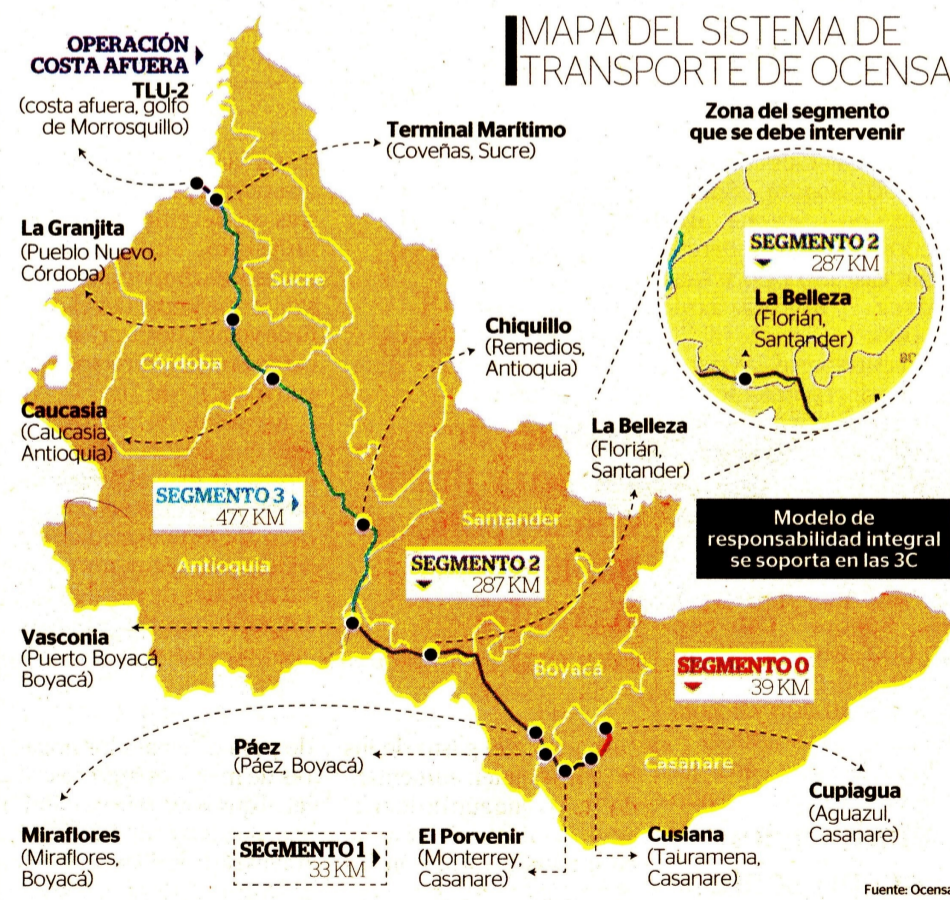 MAPA DEL SISTEMA DE
TRANSPORTE DE OCENSA
OPERACIÓN
COSTA AFUERA
TLU-2
(costa afuera, golfo
de Morrosquillo)
Terminal Marítimo
(Coveñas, Sucre)
Zona del segmento
que se debe intervenir
SEGMENTO 2
287 KM
La Belleza
(Florián,
Santander)
La Granjita
(Pueblo Nuevo,
Córdoba)
Sucre
Córdoba
Chiquillo
(Remedios,
Antioquia)
Caucasia
(Caucasia,
Antioquia)
La Belleza
(Florián,
Santander)
SEGMENTO 3
477 KM
Santander
Antioquia
SEGMENTO 2
287 KM
Modelo de
responsabilidad integral
se soporta en las 3C
Vasconia
(Puerto Boyacá,
Boyacá)
Boyacá
SEGMENTO 0
39 KM
Casanare
Páez
(Páez, Boyacá)
Cupiagua
(Aguazul,
Casanare)
Miraflores
(Miraflores,
Boyacá)
SEGMENTO 1
33 KM
El Porvenir
(Monterrey,
Casanare)
Cusiana
(Tauramena,
Casanare)
Fuente: Ocensa